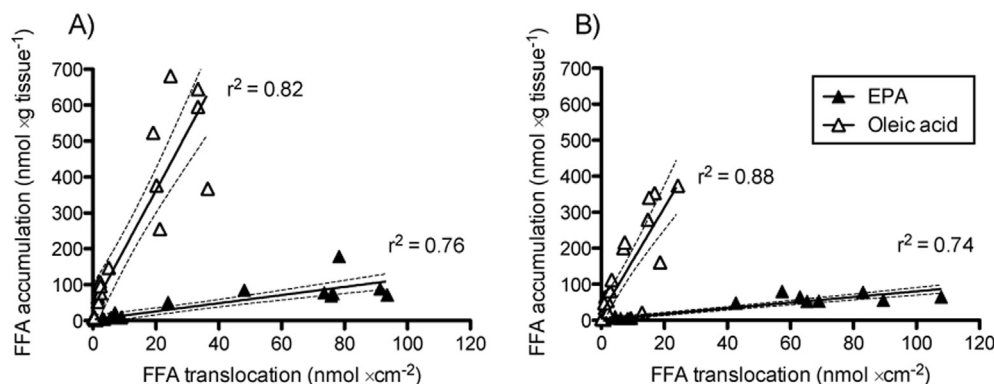 A)
FFA accumulation (nmol ×g tissue⁻¹)
700
600
500
400
300
200
100
0
r² = 0.82
r² = 0.76
0 20 40 60 80 100 120
FFA translocation (nmol ×cm⁻²)
B)
FFA accumulation (nmol ×g tissue⁻¹)
700
600
500
400
300
200
100
0
EPA
Oleic acid
r² = 0.88
r² = 0.74
0 20 40 60 80 100 120
FFA translocation (nmol ×cm⁻²)